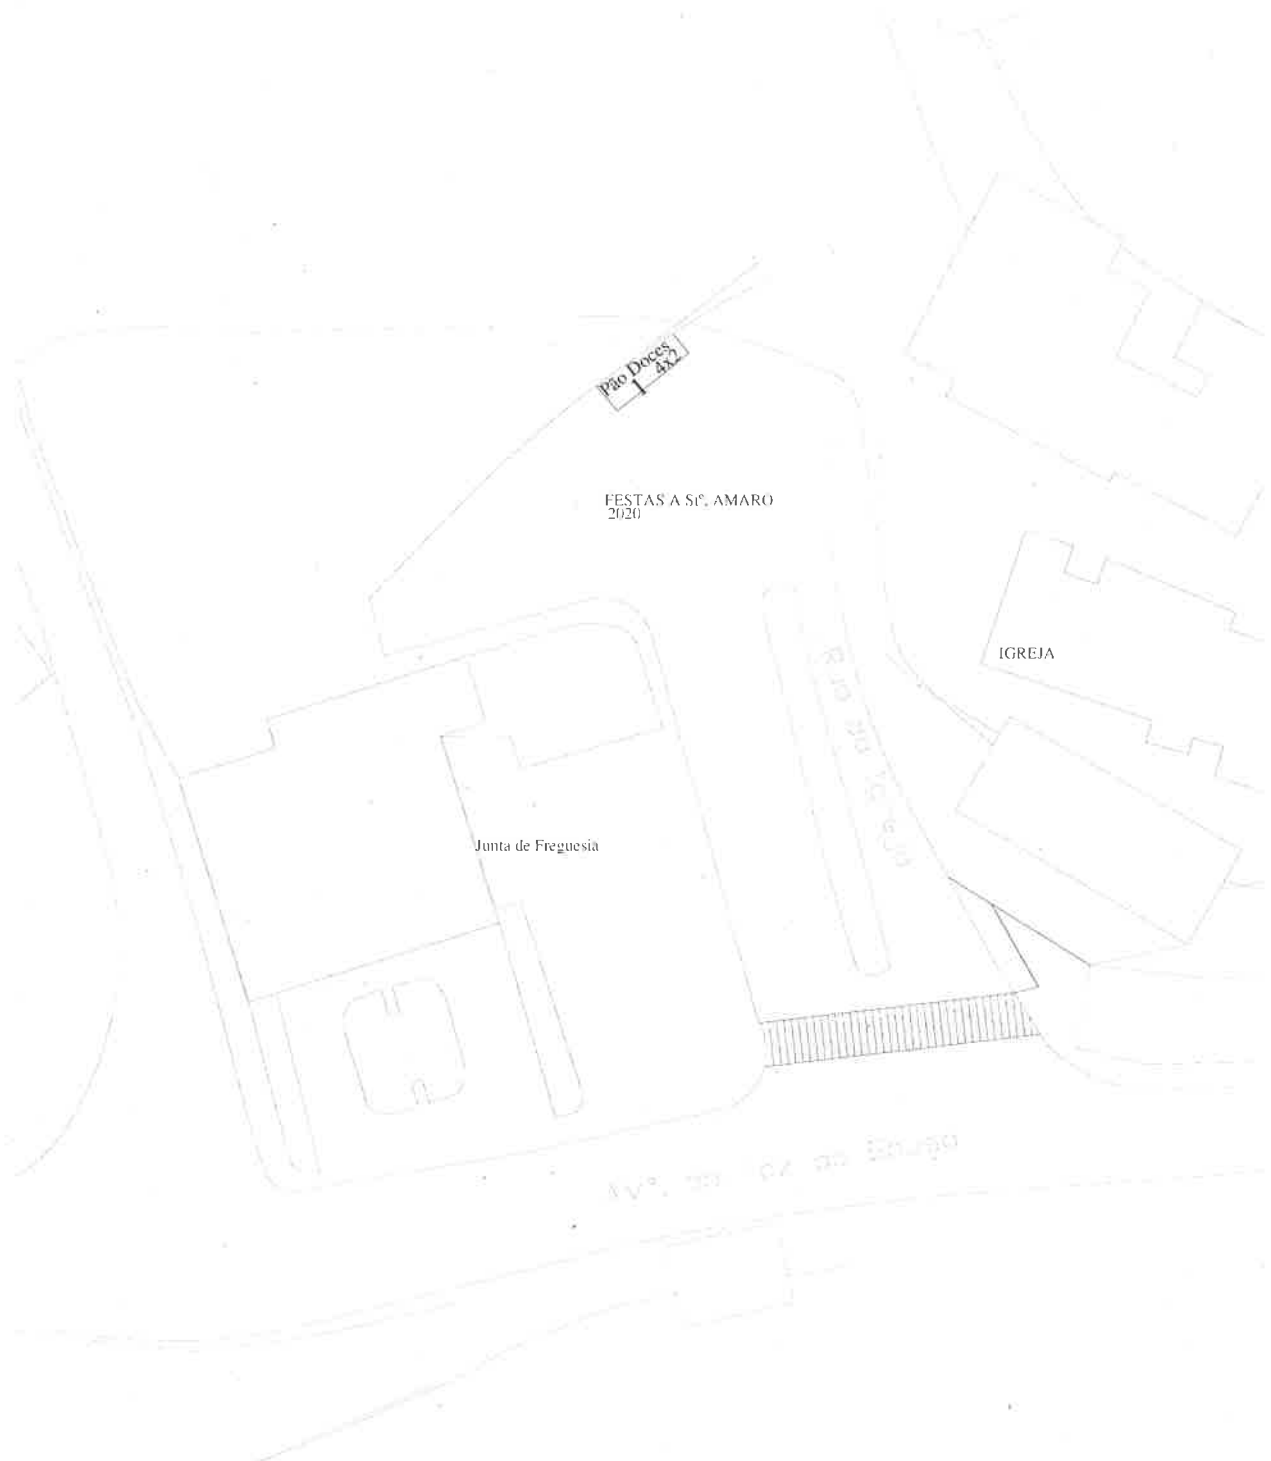 Pão Doces
1 4x2
FESTAS A Stº. AMARO
2020
IGREJA
Junta de Freguesia